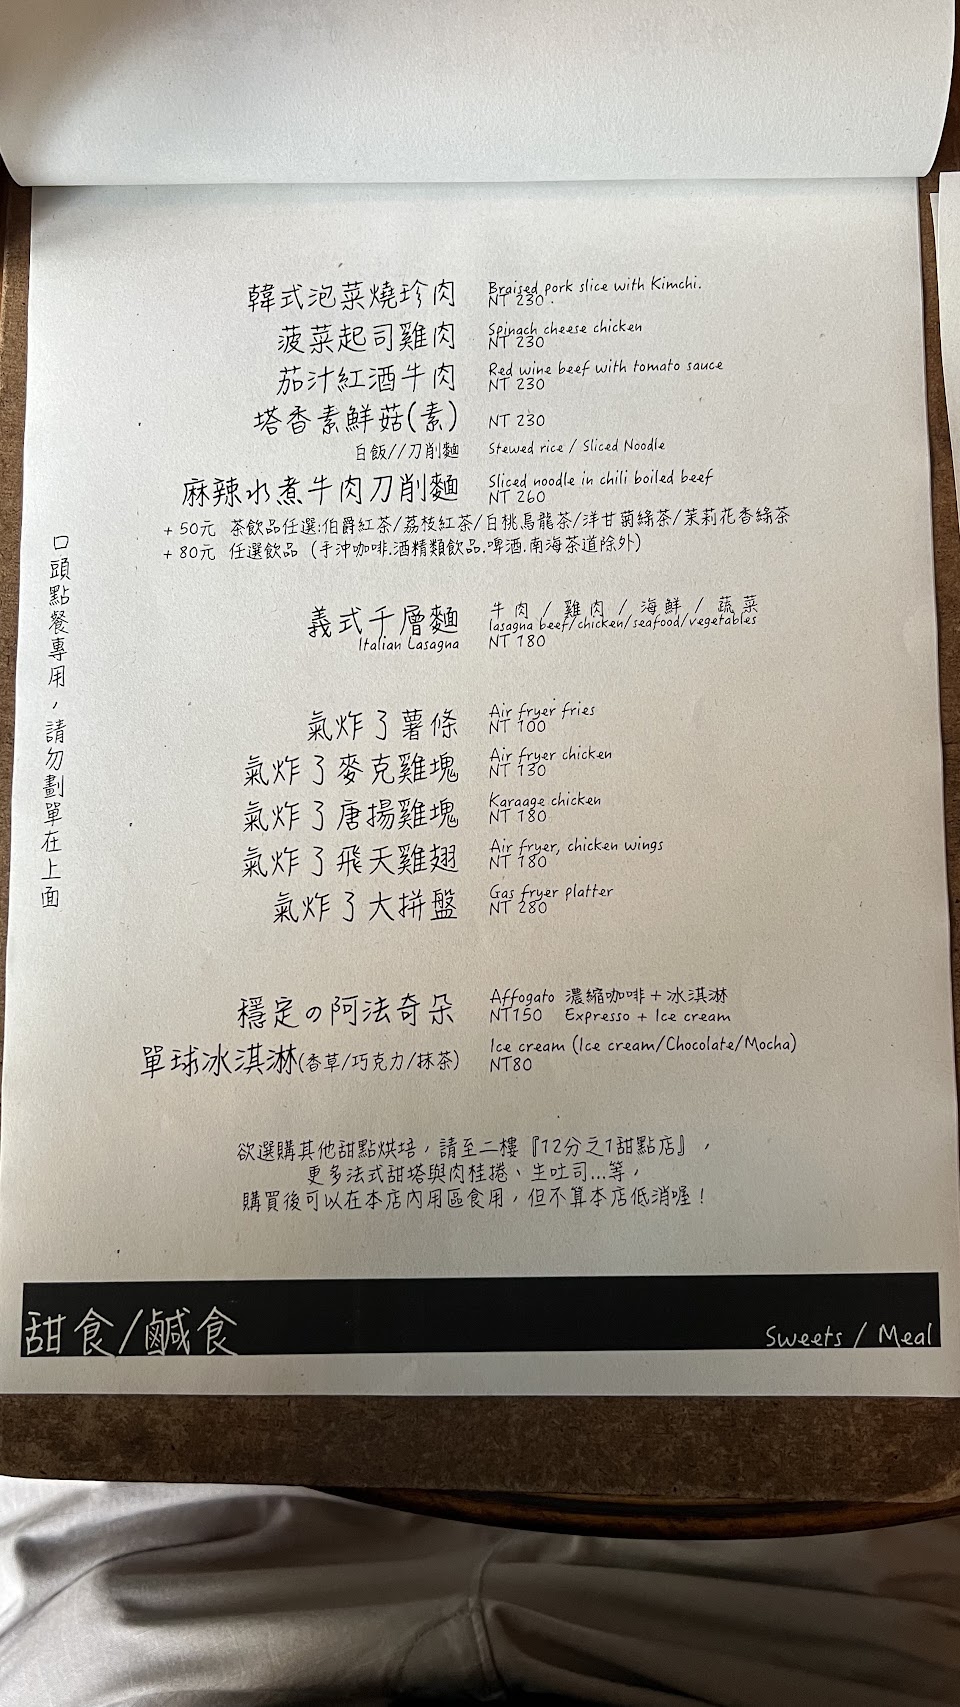 韓式泡菜燒珍肉 Braised pork slice with Kimchi.
NT 230
菠菜起司雞肉 Spinach cheese chicken
NT 230
茄汁紅酒牛肉 Red wine beef with tomato sauce
NT 230
塔香素鮮菇(素) NT 230
白飯//刀削麵 Stewed rice / Sliced Noodle
麻辣水煮牛肉刀削麵 Sliced noodle in chili boiled beef
NT 260
+50元 茶飲品任選:伯爵紅茶/荔枝紅茶/白桃烏龍茶/洋甘菊綠茶/茉莉花香綠茶
+80元 任選飲品 (手沖咖啡.酒精類飲品.啤酒.南海茶道除外)
義式千層麵 牛肉 / 雞肉 / 海鮮 / 蔬菜
lasagna beef/chicken/seafood/vegetables
Italian Lasagna NT 180
氣炸了薯條 Air fryer fries
NT 100
氣炸了麥克雞塊 Air fryer chicken
NT 130
氣炸了唐揚雞塊 Karaage chicken
NT 180
氣炸了飛天雞翅 Air fryer, chicken wings
NT 180
氣炸了大拼盤 Gas fryer platter
NT 280
穩定の阿法奇朵 Affogato 濃縮咖啡+冰淇淋
NT150 Expresso + Ice cream
單球冰淇淋(香草/巧克力/抹茶) Ice cream (Ice cream/Chocolate/Mocha)
NT80
欲選購其他甜點烘培，請至二樓『12分之1甜點店』，
更多法式甜塔與肉桂捲、生吐司...等，
購買後可以在本店內用區食用，但不算本店低消喔！
口頭點餐專用，請勿劃單在上面
甜食/鹹食 Sweets / Meal